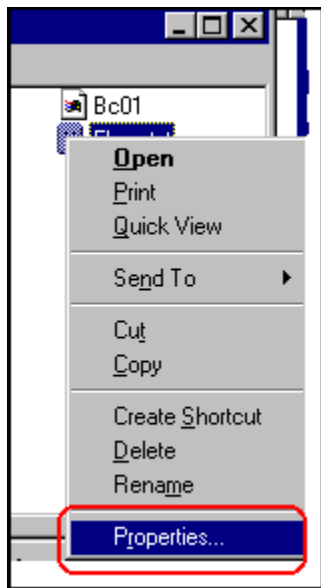 Bc01
Open
Print
Quick View
Send To
Cut
Copy
Create Shortcut
Delete
Rename
Properties...